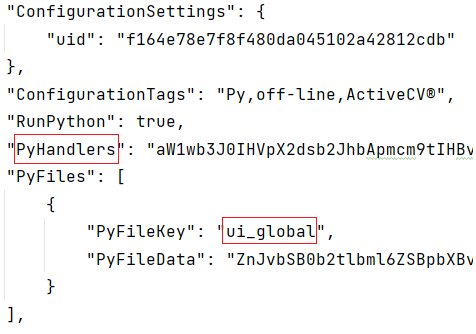 "ConfigurationSettings": {
"uid": "f164e78e7f8f480da045102a42812cdb"
},
"ConfigurationTags": "Py,off-line,ActiveCV®",
"RunPython": true,
"PyHandlers": "aW1wb3J0IHVpX2dsb2JhbApmcm9tIHBv
"PyFiles": [
{
"PyFileKey": "ui_global",
"PyFileData": "ZnJvbSB0b2tlbml6ZSBpbXBv
}
],